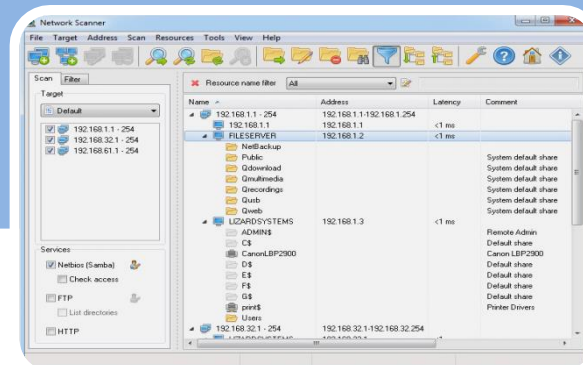 Network Scanner
File Target Address Scan Resources Tools View Help
Scan Filter
Target
Default
192.168.1.1 - 254
192.168.32.1 - 254
192.168.61.1 - 254
Services
Netbios (Samba)
Check access
FTP
List directories
HTTP
Resource name filter All
Name Address Latency Comment
192.168.1.1 - 254 192.168.1.1-192.168.1.254
192.168.1.1 192.168.1.1 <1 ms
FILESERVER 192.168.1.2 <1 ms
NetBackup
Public System default share
Qdownload System default share
Qmultimedia System default share
Qrecordings System default share
Qusb System default share
Qweb System default share
LIZARDSYSTEMS 192.168.1.3 <1 ms
ADMIN$ Remote Admin
C$ Default share
CanonLBP2900 Canon LBP2900
D$ Default share
E$ Default share
F$ Default share
G$ Default share
print$ Printer Drivers
Users
192.168.32.1 - 254 192.168.32.1-192.168.32.254